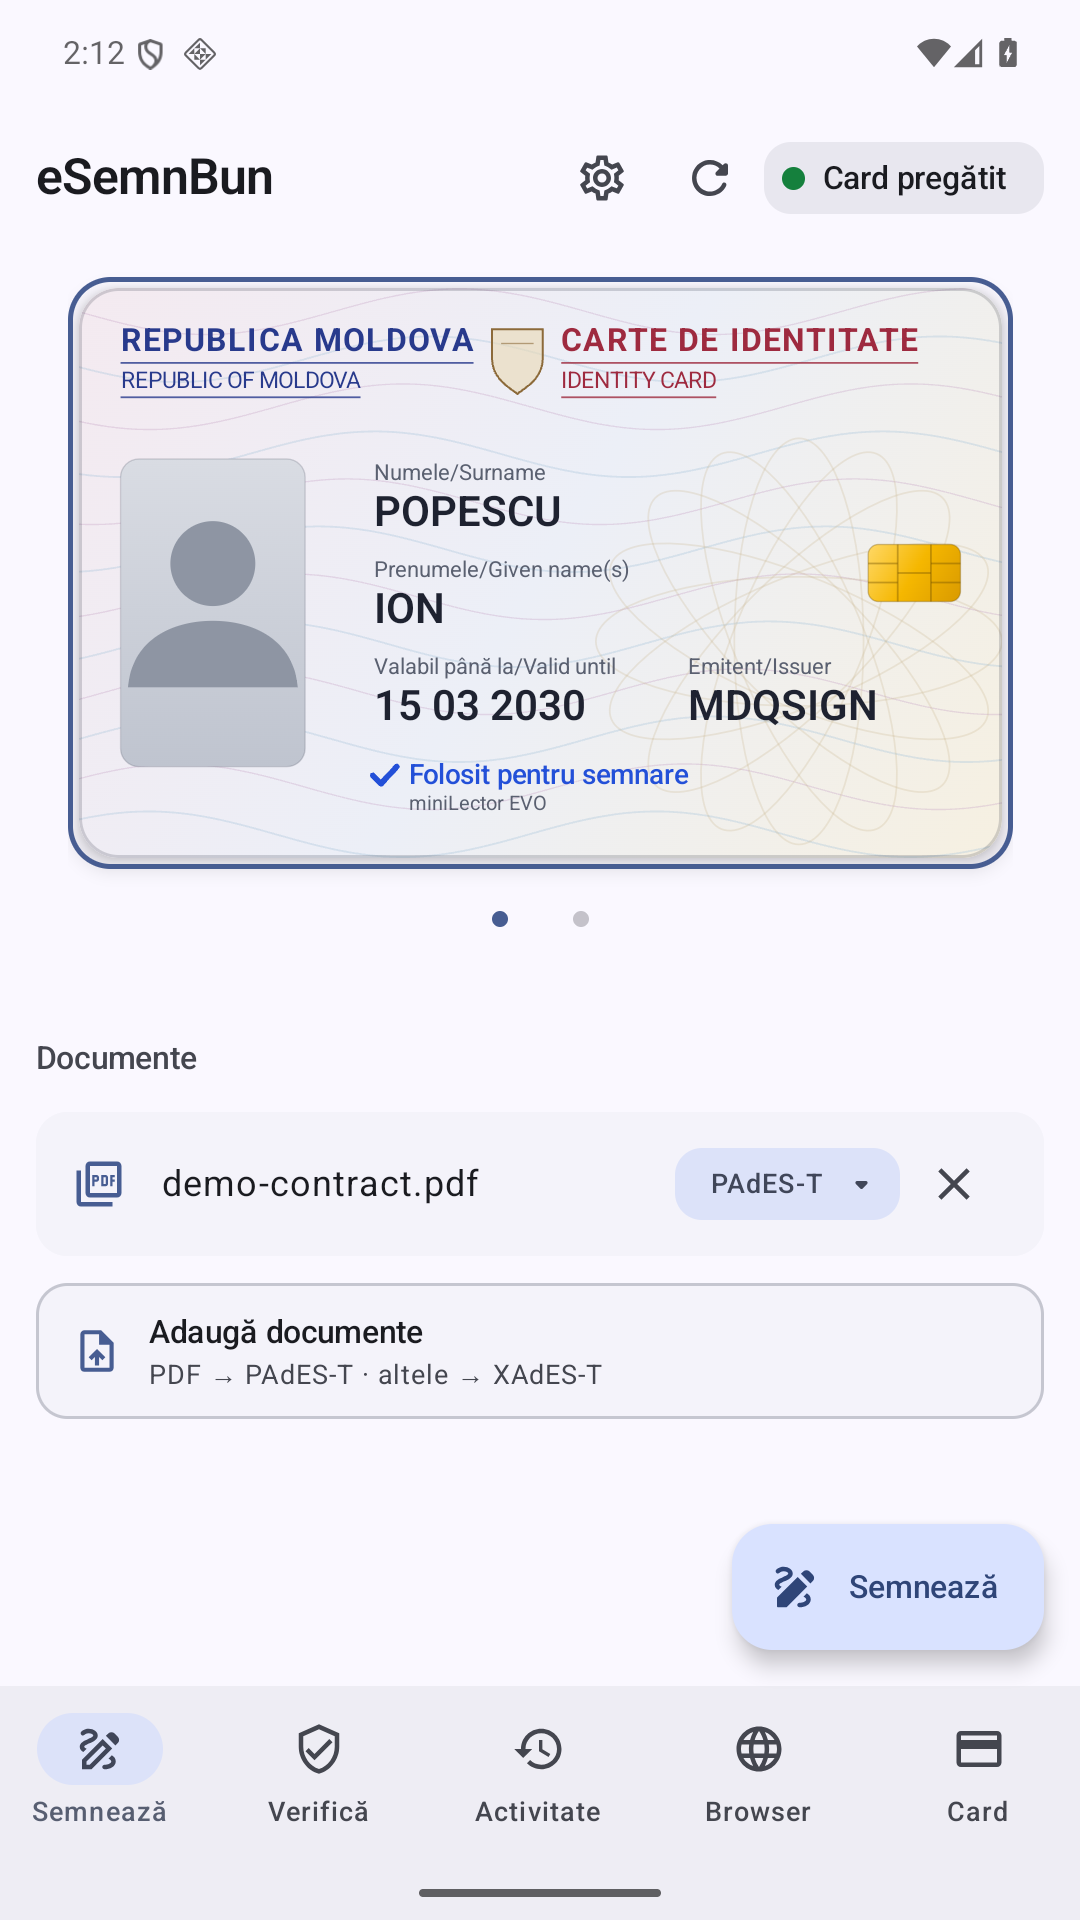 2:12
eSemnBun
Card pregătit
REPUBLICA MOLDOVA
REPUBLIC OF MOLDOVA
CARTE DE IDENTITATE
IDENTITY CARD
Numele/Surname
POPESCU
Prenumele/Given name(s)
ION
Valabil până la/Valid until
15 03 2030
Emitent/Issuer
MDQSIGN
Folosit pentru semnare
miniLector EVO
Documente
PDF
demo-contract.pdf
PAdES-T
Adaugă documente
PDF → PAdES-T · altele → XAdES-T
Semnează
Semnează
Verifică
Activitate
Browser
Card